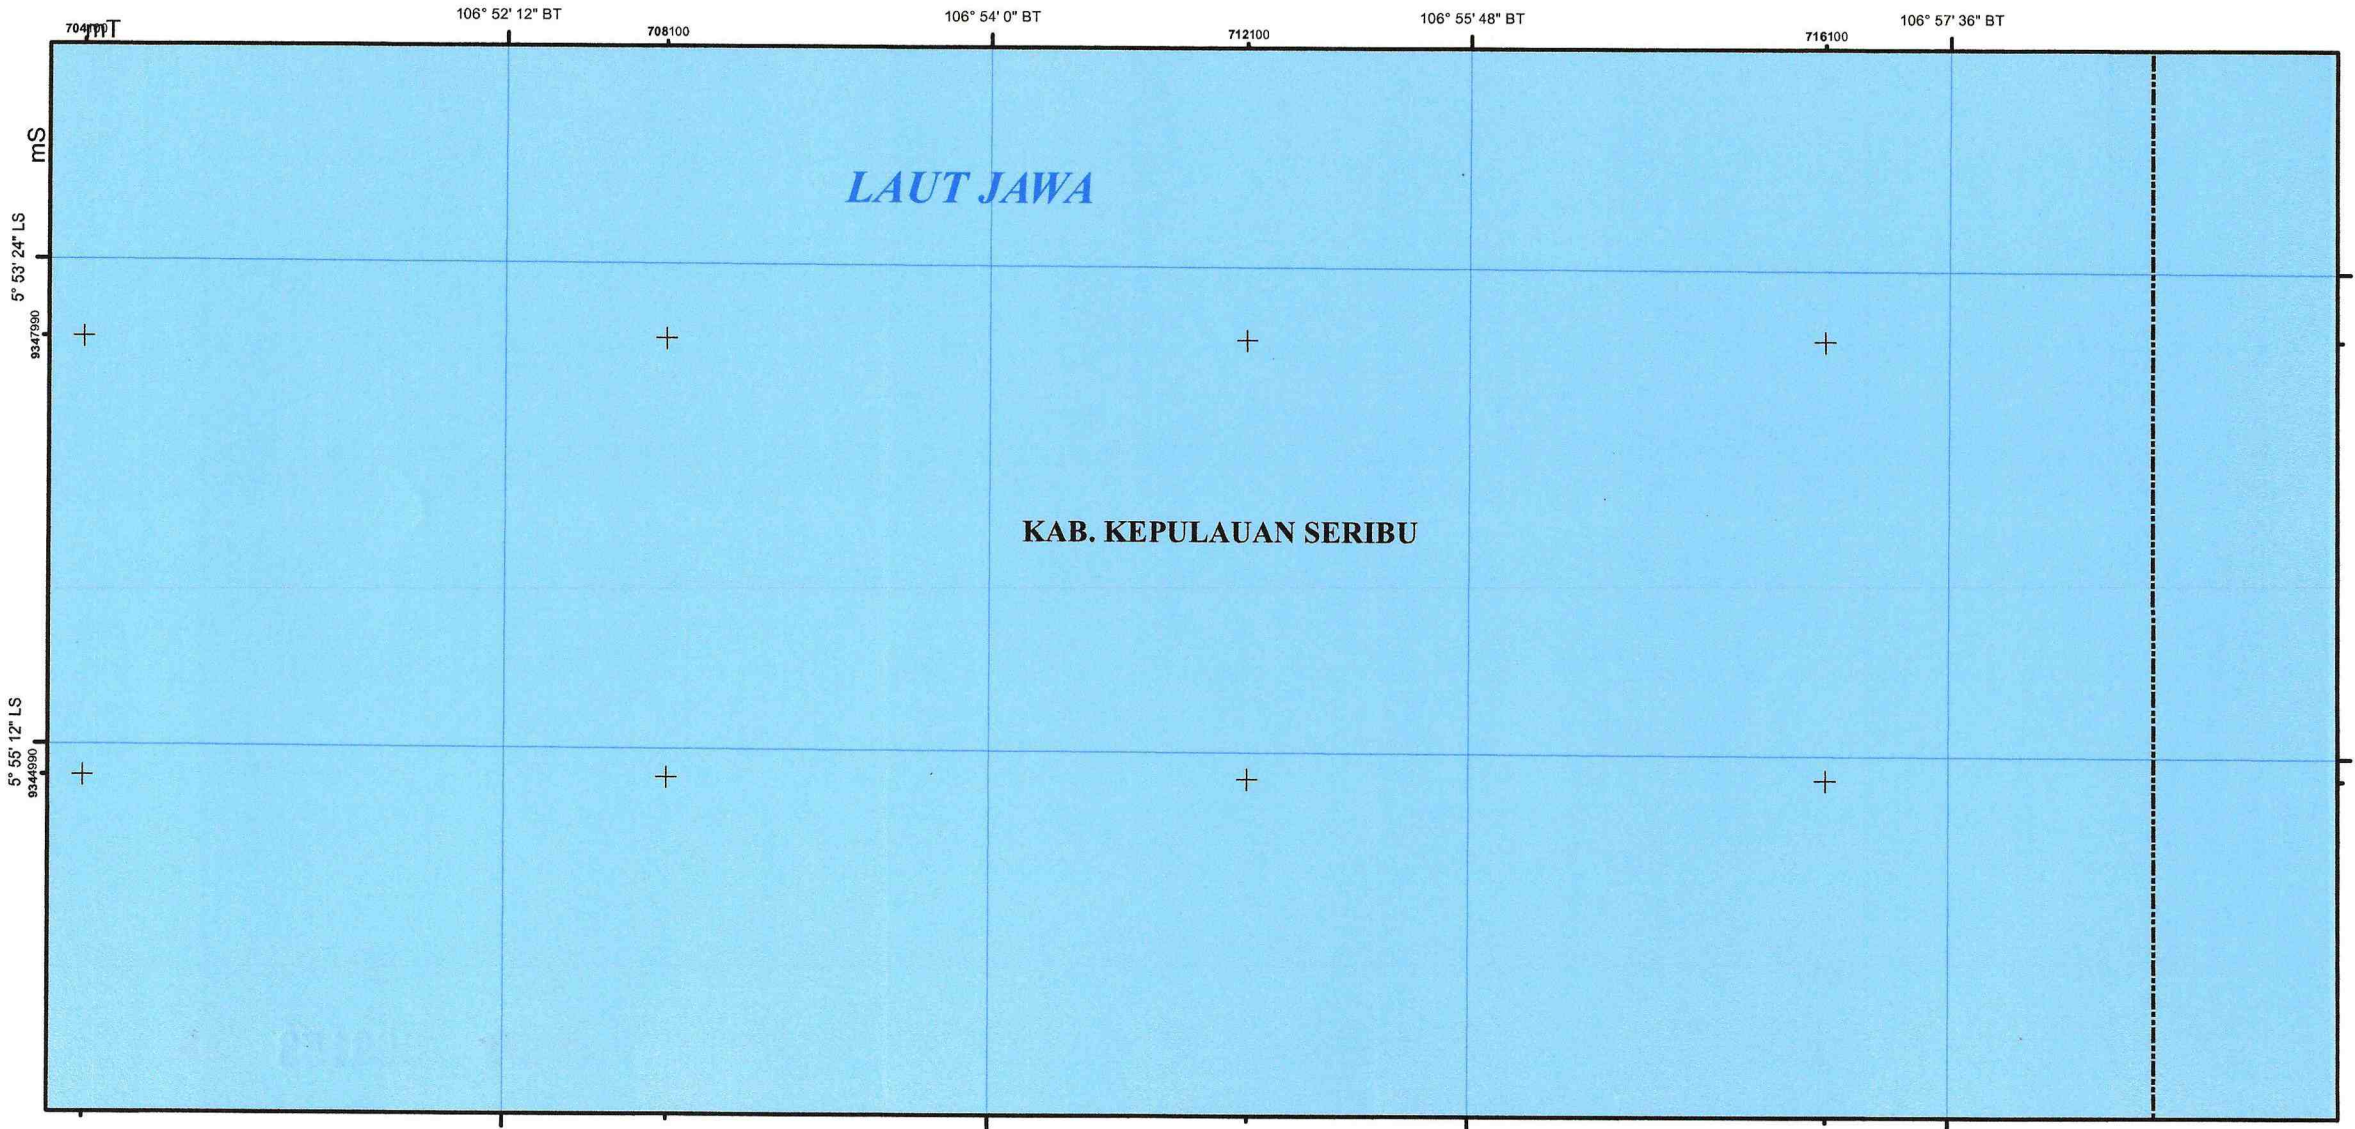 106° 52' 12" BT
106° 54' 0" BT
106° 55' 48" BT
106° 57' 36" BT
704100
mT
708100
712100
716100
mS
LAUT JAWA
5° 53' 24" LS
9347990
KAB. KEPULAUAN SERIBU
5° 55' 12" LS
9344990